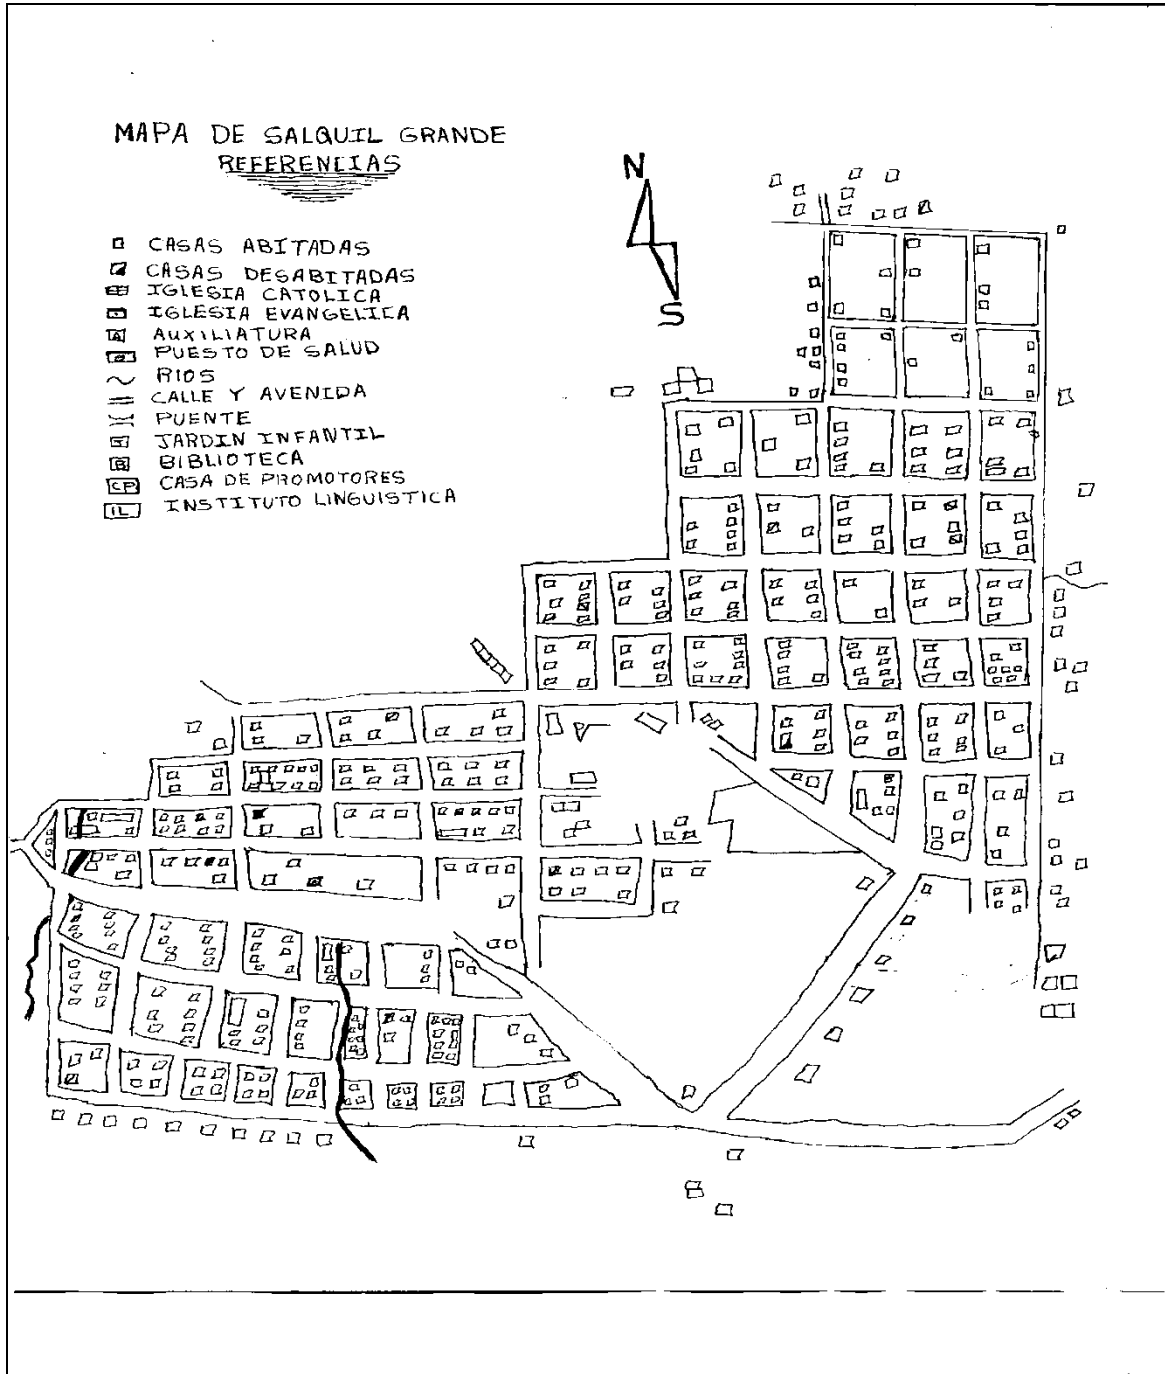 MAPA DE SALQUIL GRANDE
REFERENCIAS
N
S
CASAS ABITADAS
CASAS DESABITADAS
IGLESIA CATOLICA
IGLESIA EVANGELICA
AUXILIATURA
PUESTO DE SALUD
RIOS
CALLE Y AVENIDA
PUENTE
JARDIN INFANTIL
BIBLIOTECA
CP CASA DE PROMOTORES
IL INSTITUTO LINGUISTICA